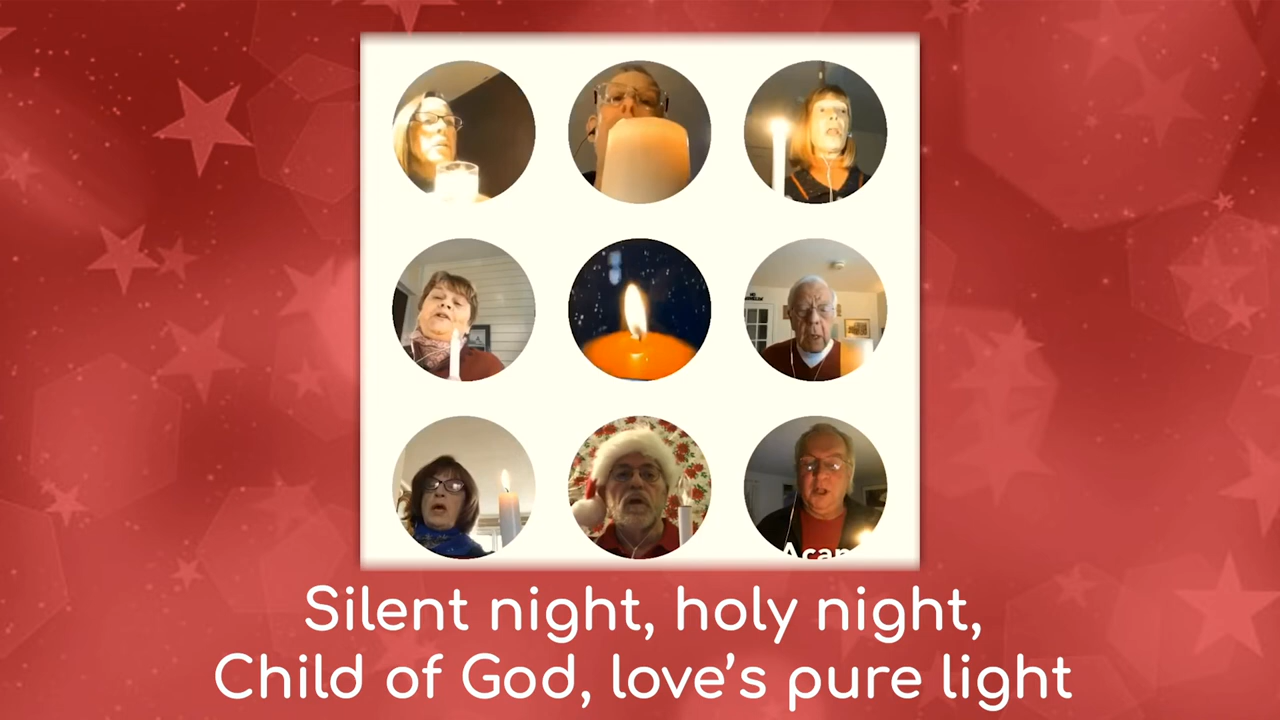 Silent night, holy night,
Child of God, love’s pure light